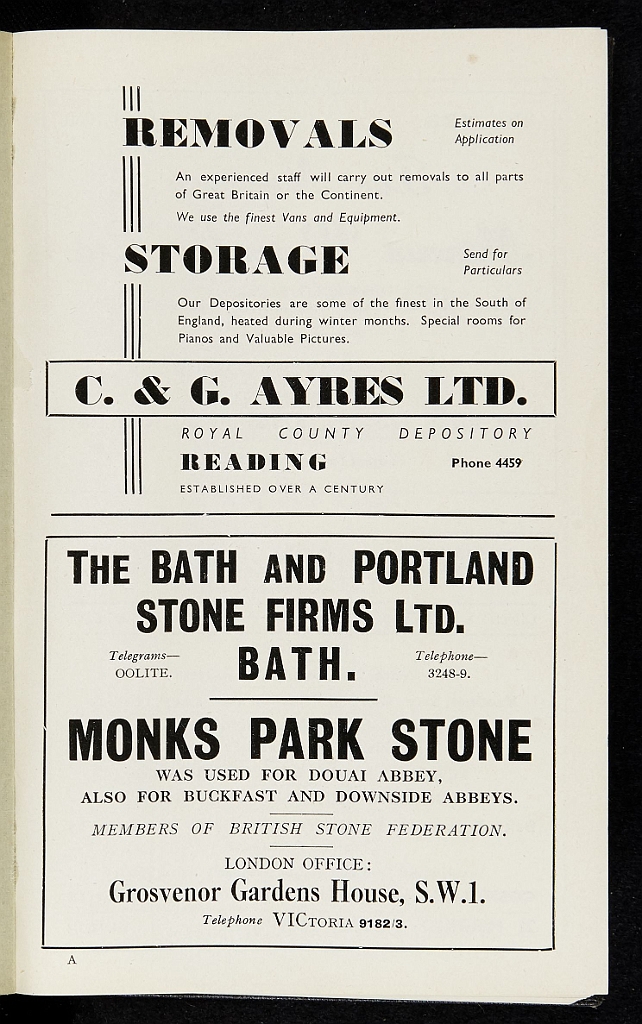 REMOVALS
Estimates on
Application
An experienced staff will carry out removals to all parts
of Great Britain or the Continent.
We use the finest Vans and Equipment.
STORAGE
Send for
Particulars
Our Depositories are some of the finest in the South of
England, heated during winter months. Special rooms for
Pianos and Valuable Pictures.
C. & G. AYRES LTD.
ROYAL COUNTY DEPOSITORY
READING
Phone 4459
ESTABLISHED OVER A CENTURY
THE BATH AND PORTLAND
STONE FIRMS LTD.
Telegrams—
OOLITE.
BATH.
Telephone—
3248-9.
MONKS PARK STONE
WAS USED FOR DOUAI ABBEY,
ALSO FOR BUCKFAST AND DOWNSIDE ABBEYS.
MEMBERS OF BRITISH STONE FEDERATION.
LONDON OFFICE:
Grosvenor Gardens House, S.W.1.
Telephone VICTORIA 9182/3.
A